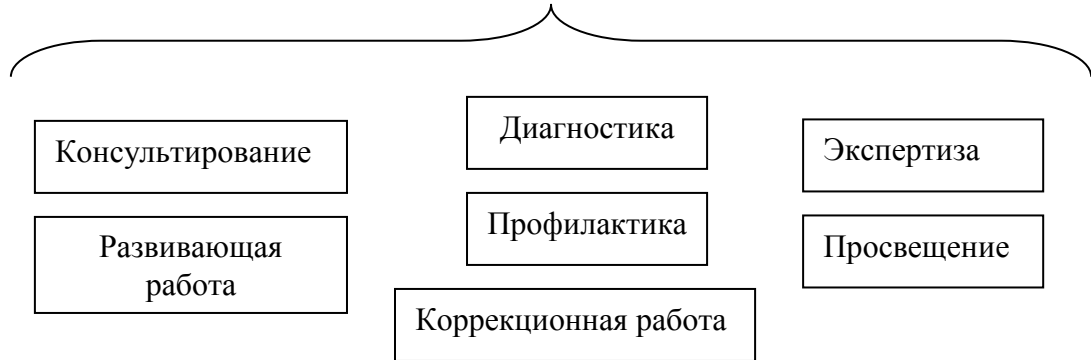 Консультирование
Развивающая
работа
Диагностика
Профилактика
Коррекционная работа
Экспертиза
Просвещение